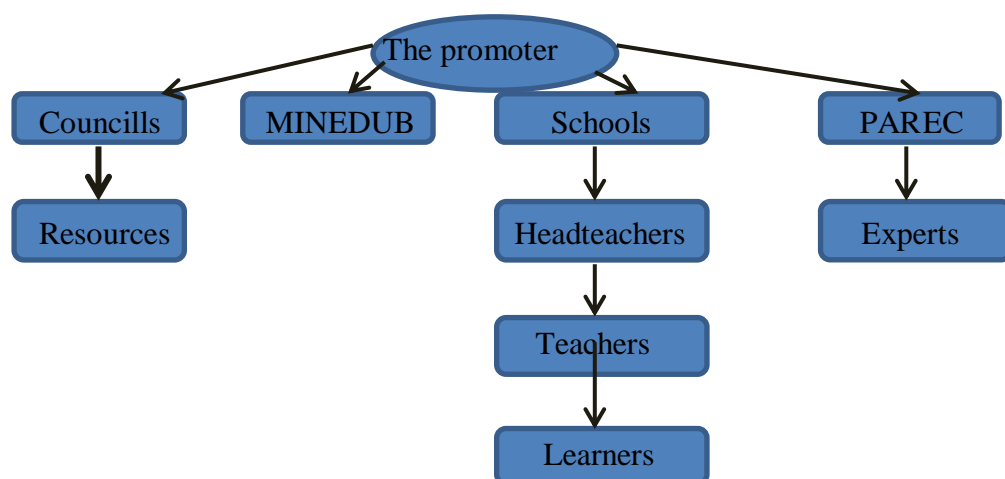 The promoter
Councills
MINEDUB
Schools
PAREC
Resources
Headteachers
Experts
Teachers
Learners